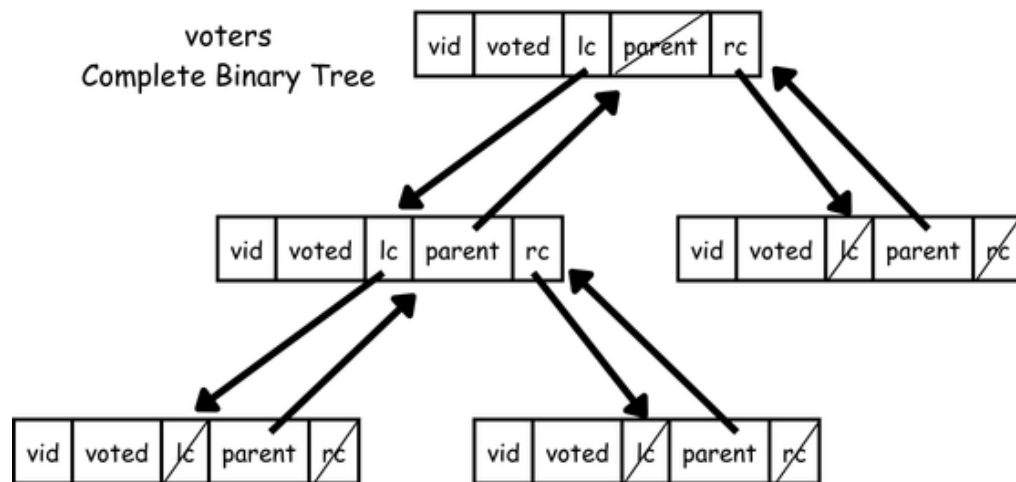 voters
Complete Binary Tree
vid voted lc parent rc
vid voted lc parent rc
vid voted lc parent rc
vid voted lc parent rc
vid voted lc parent rc